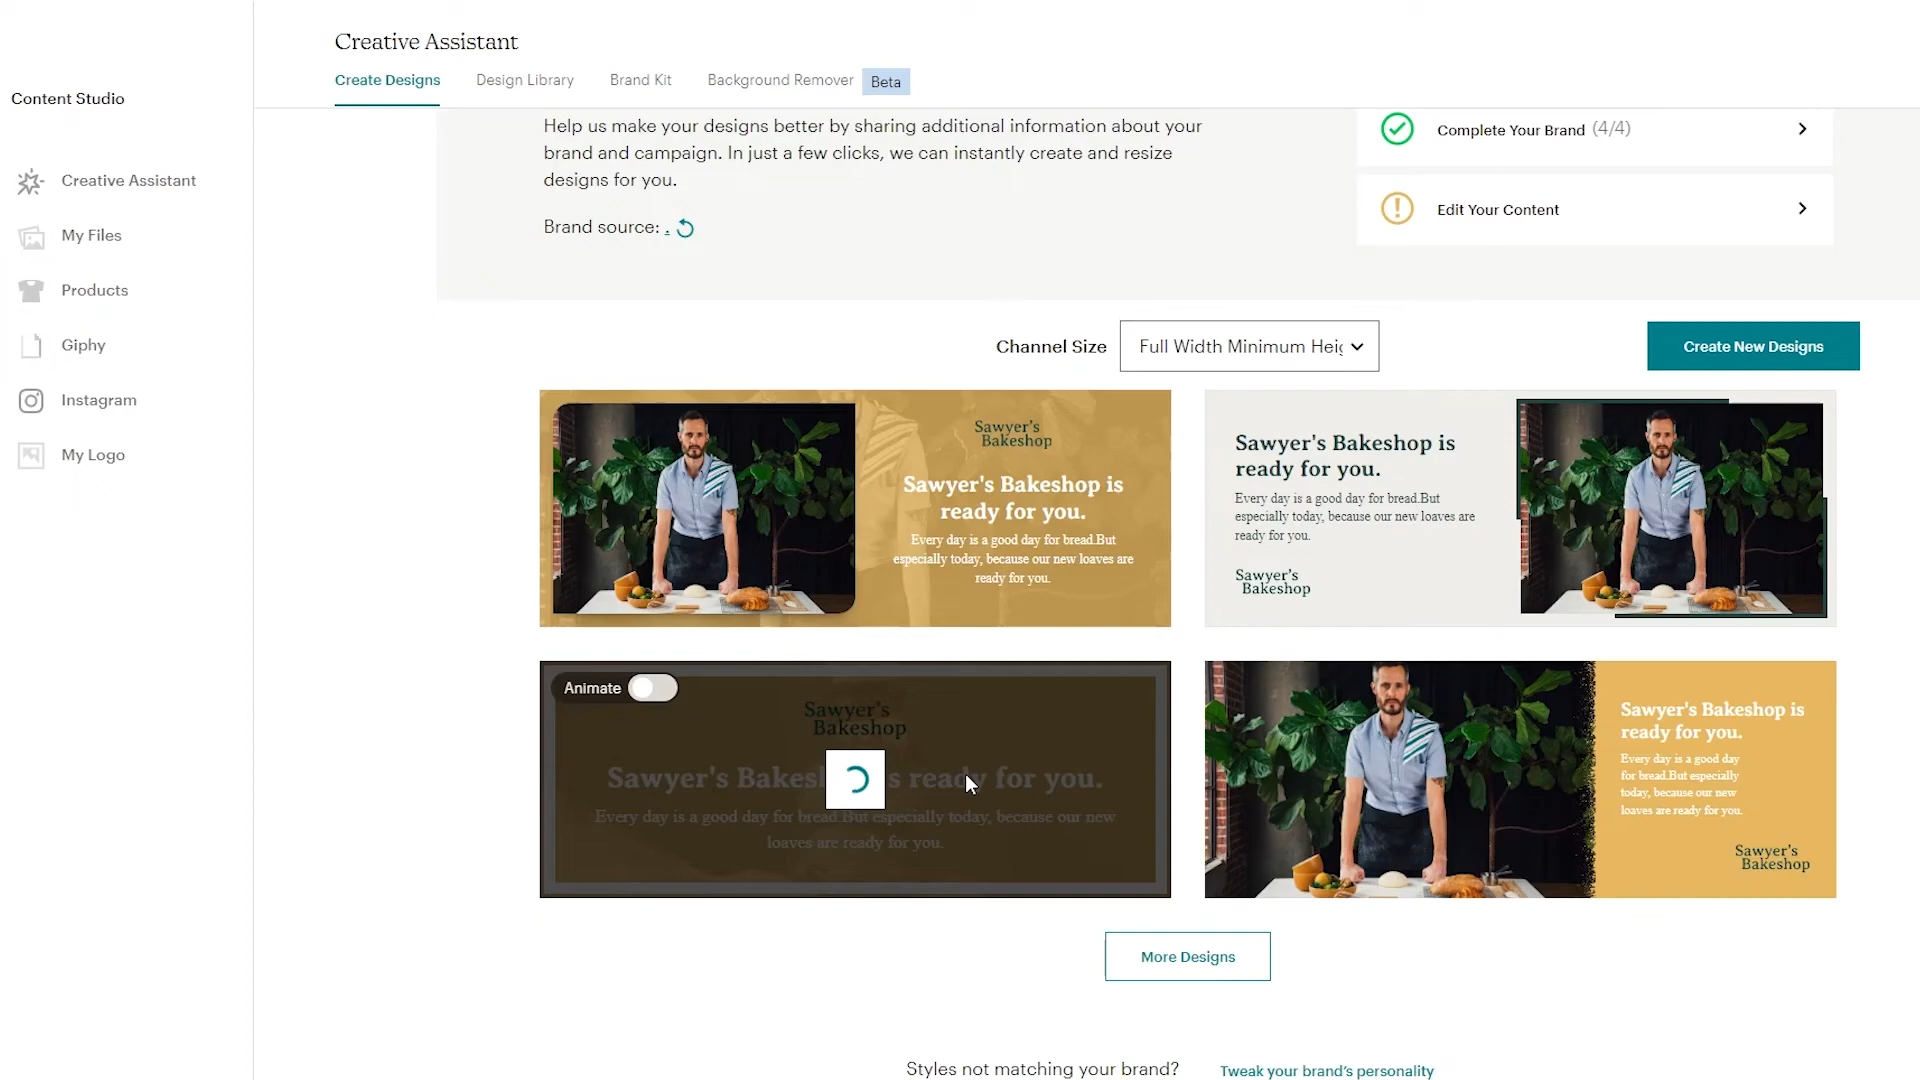 Creative Assistant
Create Designs
Design Library
Brand Kit
Background Remover
Beta
Content Studio
Creative Assistant
My Files
Products
Giphy
Instagram
My Logo
Help us make your designs better by sharing additional information about your
brand and campaign. In just a few clicks, we can instantly create and resize
designs for you.
Brand source: .
Complete Your Brand (4/4)
Edit Your Content
Channel Size
Full Width Minimum Heig
Create New Designs
Sawyer's
Bakeshop
Sawyer's Bakeshop is
ready for you.
Every day is a good day for bread.But
especially today, because our new loaves are
ready for you.
Sawyer's Bakeshop is
ready for you.
Every day is a good day for bread.But
especially today, because our new loaves are
ready for you.
Sawyer's
Bakeshop
Animate
Sawyer's
Bakeshop
Sawyer's Bakes s ready for you.
Every day is a good day for bread.But especially today, because our new
loaves are ready for you.
Sawyer's Bakeshop is
ready for you.
Every day is a good day
for bread.But especially
today, because our new
loaves are ready for you.
Sawyer's
Bakeshop
More Designs
Styles not matching your brand?
Tweak your brand's personality